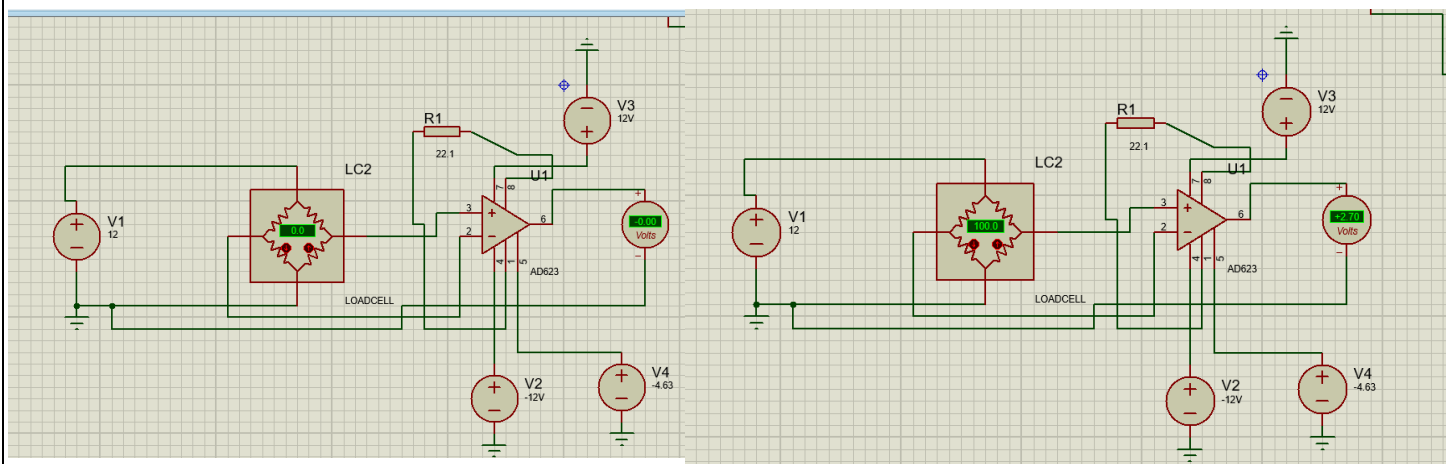 V3
12V
R1
22.1
LC2
U1
7
8
V1
12
0.0
3
2
6
+
-0.00
Volts
4
1
5
AD623
LOADCELL
V2
-12V
V4
-4.63
V3
12V
R1
22.1
LC2
U1
7
8
V1
12
100.0
3
2
6
+
+2.70
Volts
4
1
5
AD623
LOADCELL
V2
-12V
V4
-4.63